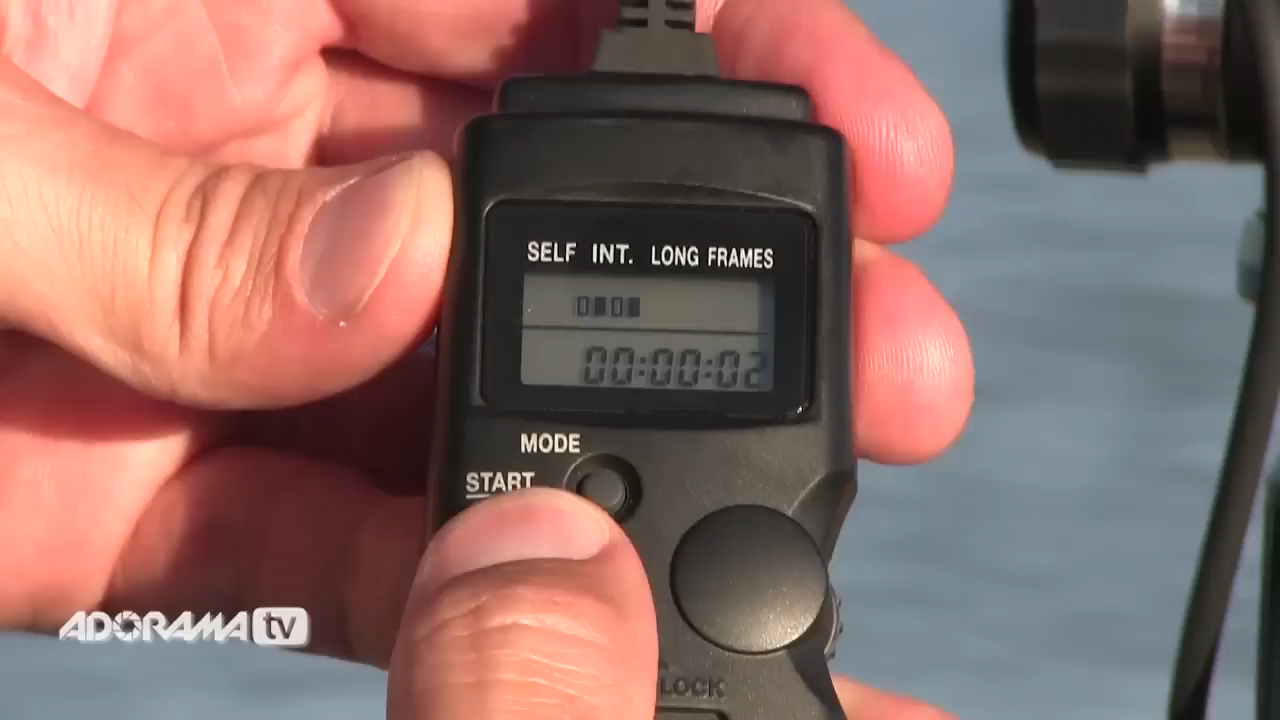 SELF INT. LONG FRAMES
00:00:02
MODE
START
LOCK
ADORAMA tv